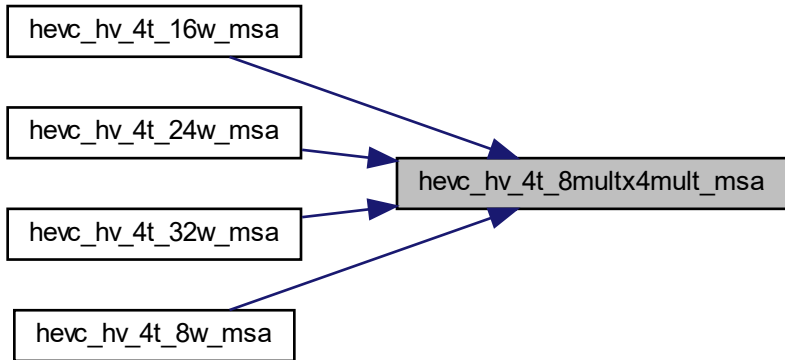 hevc_hv_4t_16w_msa
hevc_hv_4t_24w_msa
hevc_hv_4t_8multx4mult_msa
hevc_hv_4t_32w_msa
hevc_hv_4t_8w_msa